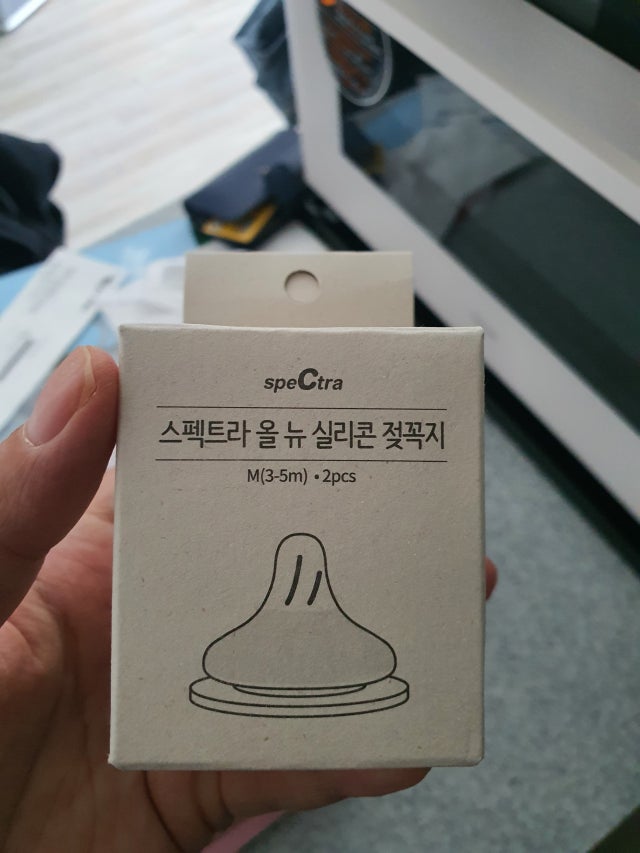 speCtra
스펙트라 올 뉴 실리콘 젖꼭지
M(3-5m) • 2pcs